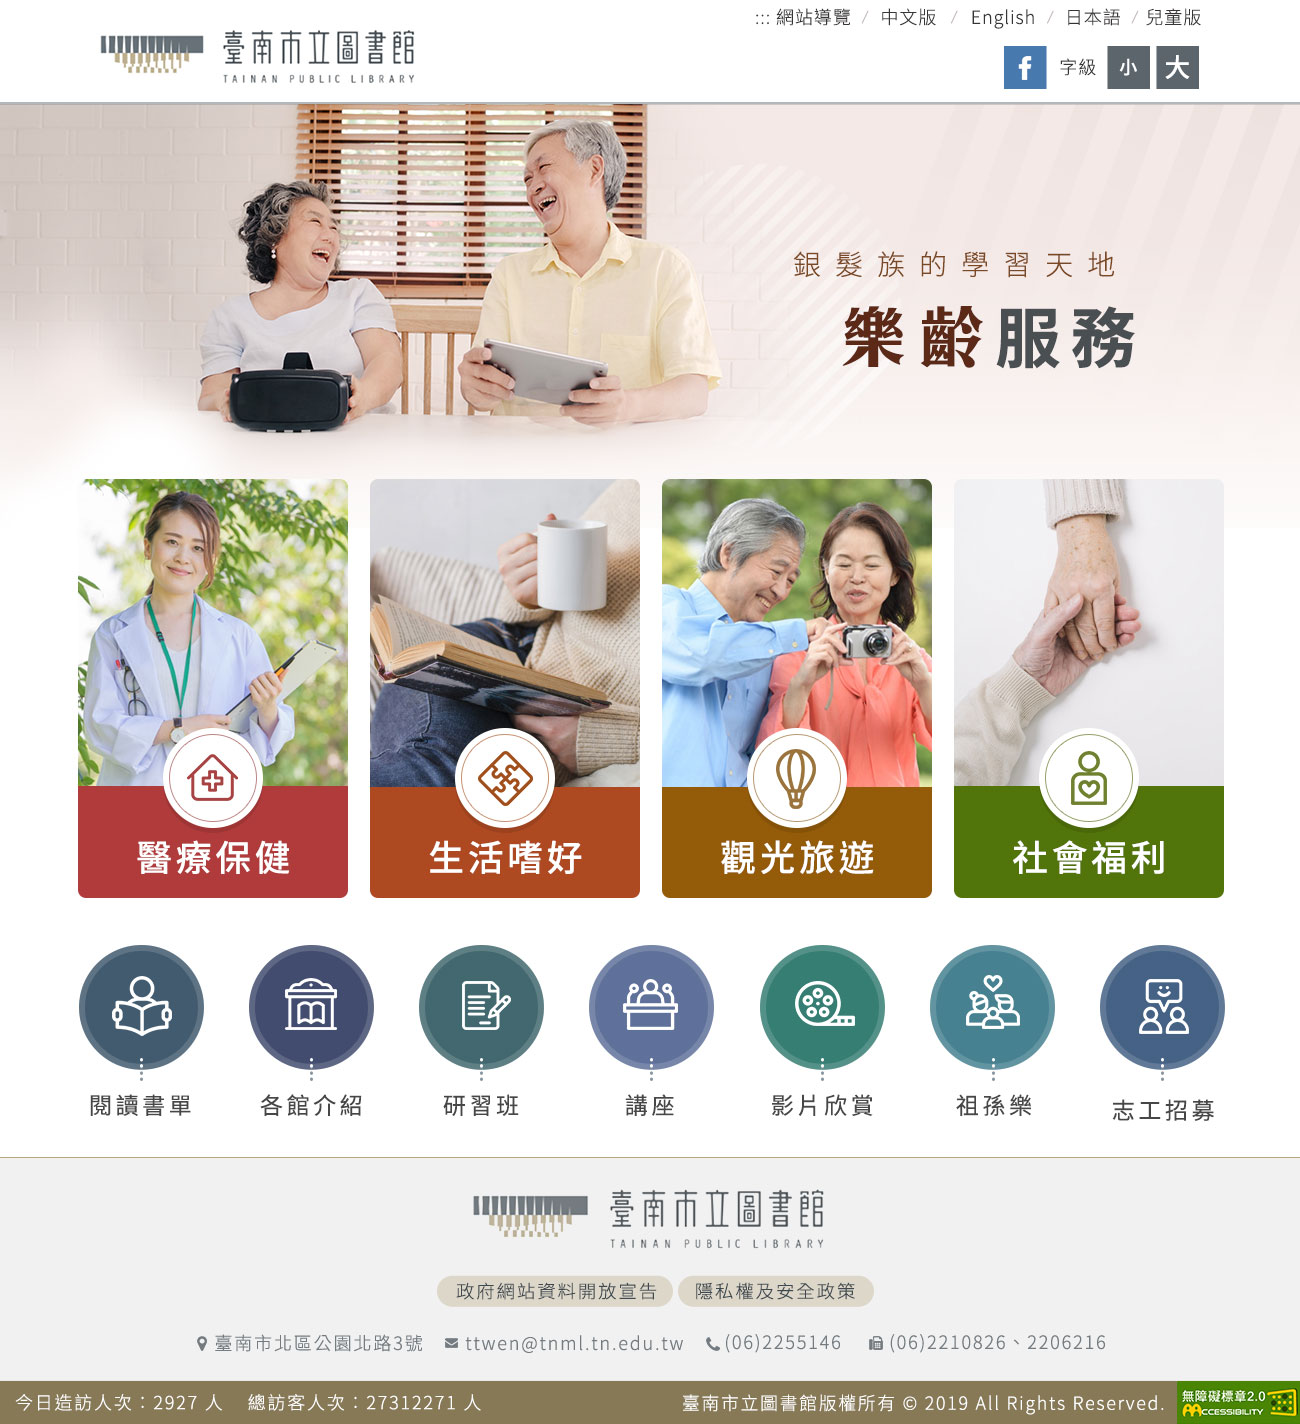 ::: 網站導覽 / 中文版 / English / 日本語 / 兒童版
臺南市立圖書館
TAINAN PUBLIC LIBRARY
f 字級 小 大
銀髮族的學習天地
樂齡服務
醫療保健
生活嗜好
觀光旅遊
社會福利
閱讀書單
各館介紹
研習班
講座
影片欣賞
祖孫樂
志工招募
臺南市立圖書館
TAINAN PUBLIC LIBRARY
政府網站資料開放宣告
隱私權及安全政策
臺南市北區公園北路3號 ttwen@tnml.tn.edu.tw (06)2255146 (06)2210826、2206216
今日造訪人次：2927 人 總訪客人次：27312271 人
臺南市立圖書館版權所有 © 2019 All Rights Reserved.
無障礙標章2.0
AACCESSIBILITY